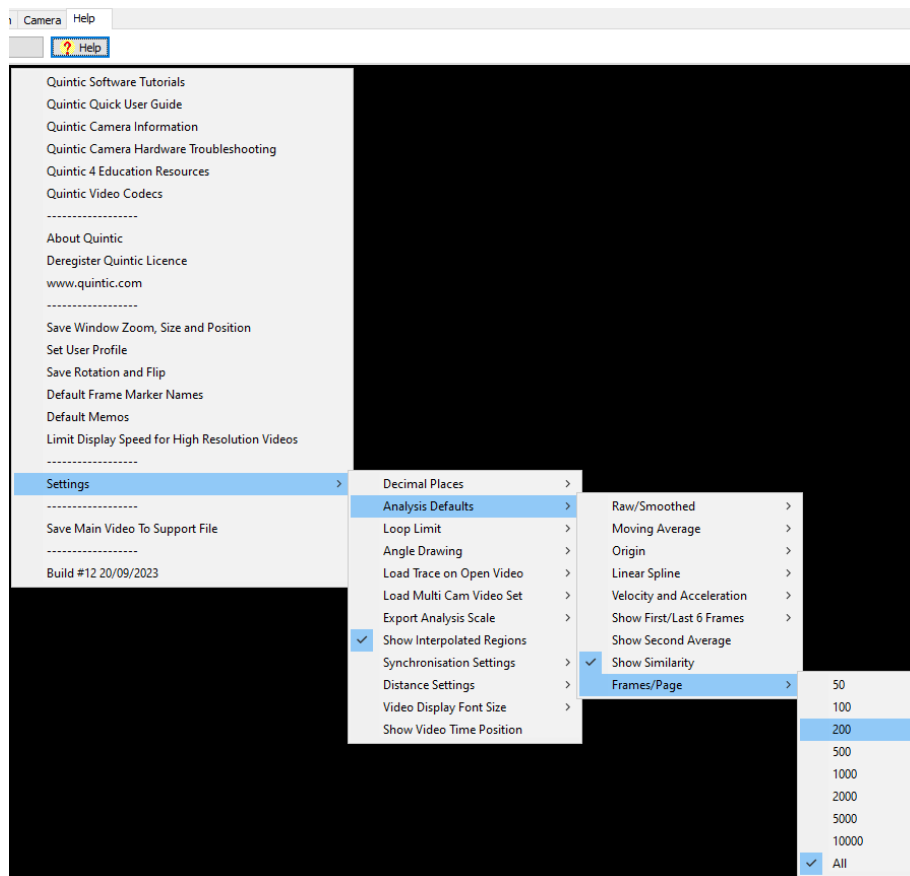 Camera Help
Help
Quintic Software Tutorials
Quintic Quick User Guide
Quintic Camera Information
Quintic Camera Hardware Troubleshooting
Quintic 4 Education Resources
Quintic Video Codecs
------------------
About Quintic
Deregister Quintic Licence
www.quintic.com
------------------
Save Window Zoom, Size and Position
Set User Profile
Save Rotation and Flip
Default Frame Marker Names
Default Memos
Limit Display Speed for High Resolution Videos
------------------
Settings
------------------
Save Main Video To Support File
------------------
Build #12 20/09/2023
Decimal Places
Analysis Defaults
Loop Limit
Angle Drawing
Load Trace on Open Video
Load Multi Cam Video Set
Export Analysis Scale
Show Interpolated Regions
Synchronisation Settings
Distance Settings
Video Display Font Size
Show Video Time Position
Raw/Smoothed
Moving Average
Origin
Linear Spline
Velocity and Acceleration
Show First/Last 6 Frames
Show Second Average
Show Similarity
Frames/Page
50
100
200
500
1000
2000
5000
10000
All